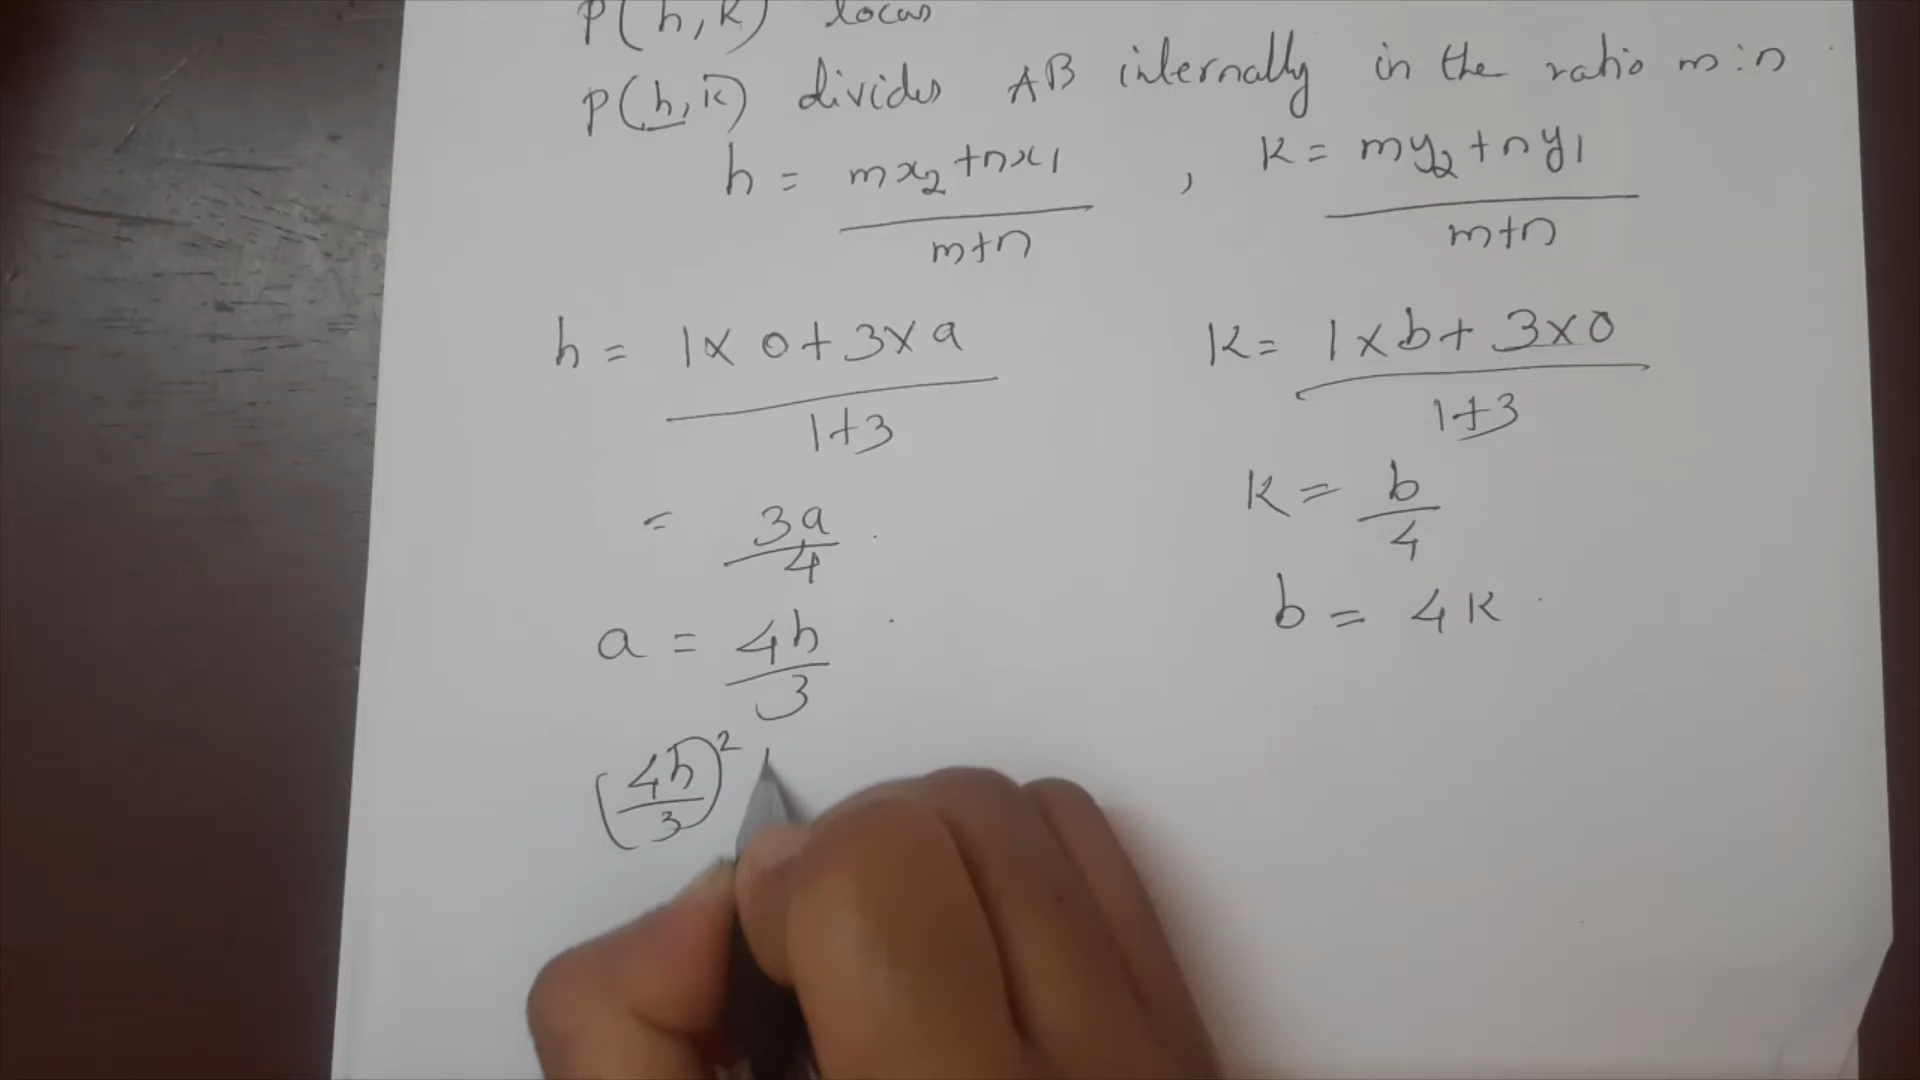 P(h,k) locus
P(h,k) divides AB internally in the ratio m:n
h = mx₂+nx₁ / m+n , k = my₂+ny₁ / m+n
h = 1×0+3×a / 1+3
k = 1×b+3×0 / 1+3
= 3a/4
k = b/4
a = 4h/3
b = 4k
(4h/3)²